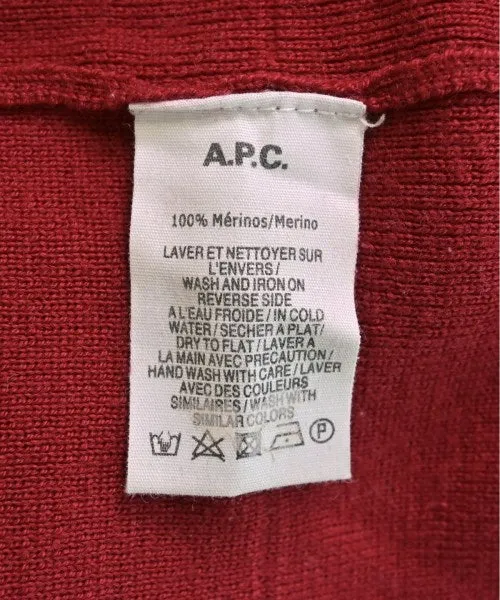 A.P.C.
100% Mérinos/Merino
LAVER ET NETTOYER SUR
L'ENVERS/
WASH AND IRON ON
REVERSE SIDE
A L'EAU FROIDE / IN COLD
WATER / SECHER A PLAT/
DRY TO FLAT / LAVER A
LA MAIN AVEC PRECAUTION /
HAND WASH WITH CARE / LAVER
AVEC DES COULEURS
SIMILAIRES / WASH WITH
SIMILAR COLORS
P